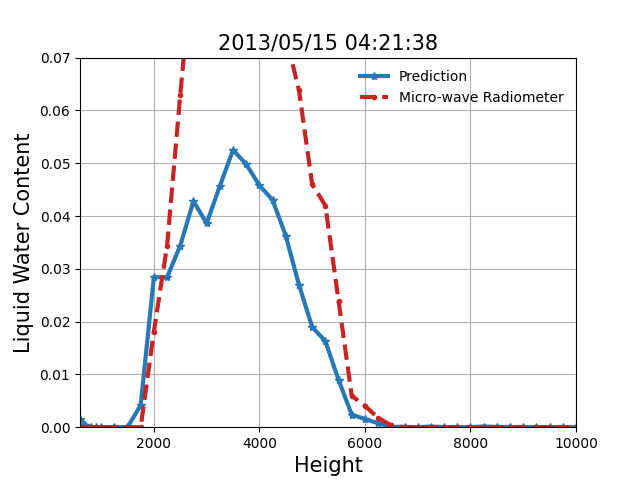 2013/05/15 04:21:38
Prediction
Micro-wave Radiometer
Liquid Water Content
0.07
0.06
0.05
0.04
0.03
0.02
0.01
0.00
2000 4000 6000 8000 10000
Height